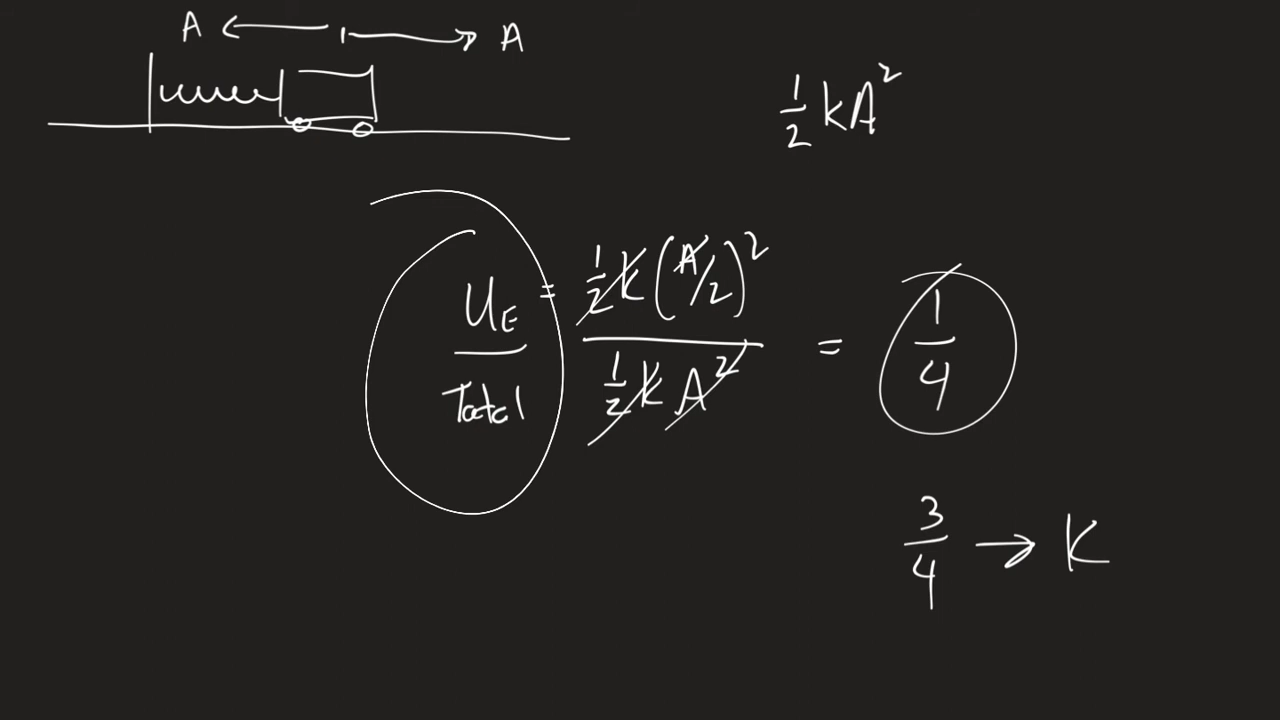 A ← → A
½kA²
U_E / Total = ½k(A/2)² / ½kA² = 1/4
3/4 → K